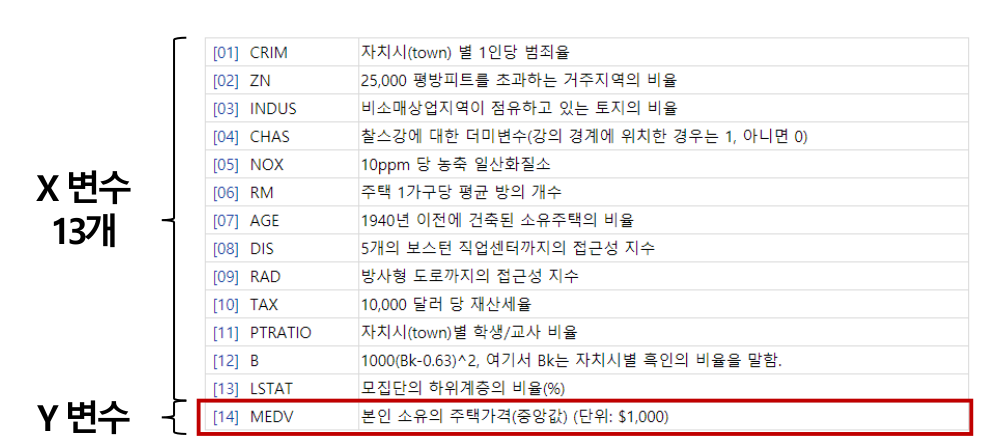 X 변수
13개
[01] CRIM 자치시(town) 별 1인당 범죄율
[02] ZN 25,000 평방피트를 초과하는 거주지역의 비율
[03] INDUS 비소매상업지역이 점유하고 있는 토지의 비율
[04] CHAS 찰스강에 대한 더미변수(강의 경계에 위치한 경우는 1, 아니면 0)
[05] NOX 10ppm 당 농축 일산화질소
[06] RM 주택 1가구당 평균 방의 개수
[07] AGE 1940년 이전에 건축된 소유주택의 비율
[08] DIS 5개의 보스턴 직업센터까지의 접근성 지수
[09] RAD 방사형 도로까지의 접근성 지수
[10] TAX 10,000 달러 당 재산세율
[11] PTRATIO 자치시(town)별 학생/교사 비율
[12] B 1000(Bk-0.63)^2, 여기서 Bk는 자치시별 흑인의 비율을 말함.
[13] LSTAT 모집단의 하위계층의 비율(%)
Y 변수
[14] MEDV 본인 소유의 주택가격(중앙값) (단위: $1,000)